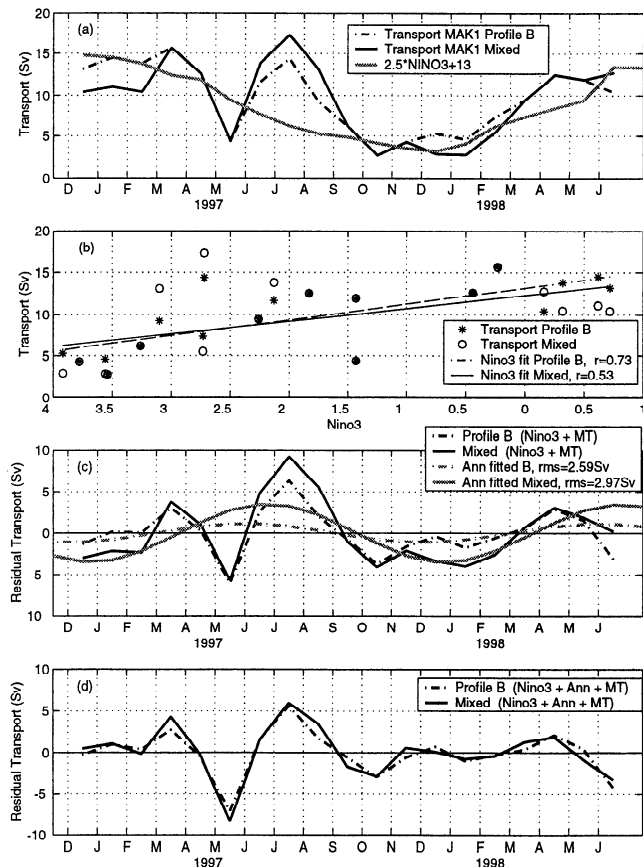 (a)
Transport MAK1 Profile B
Transport MAK1 Mixed
2.5*NINO3+13
Transport (Sv)
20
15
10
5
0
D J F M A M J J A S O N D J F M A M J
1997 1998
(b)
Transport (Sv)
20
15
10
5
0
Transport Profile B
Transport Mixed
Nino3 fit Profile B, r=0.73
Nino3 fit Mixed, r=0.53
4 3.5 3 2.5 2 1.5 1 0.5 0 0.5 1
Nino3
(c)
Profile B (Nino3 + MT)
Mixed (Nino3 + MT)
Ann fitted B, rms=2.59Sv
Ann fitted Mixed, rms=2.97Sv
Residual Transport (Sv)
10
5
0
5
10
D J F M A M J J A S O N D J F M A M J
1997 1998
(d)
Profile B (Nino3 + Ann + MT)
Mixed (Nino3 + Ann + MT)
Residual Transport (Sv)
10
5
0
-5
-10
D J F M A M J J A S O N D J F M A M J
1997 1998